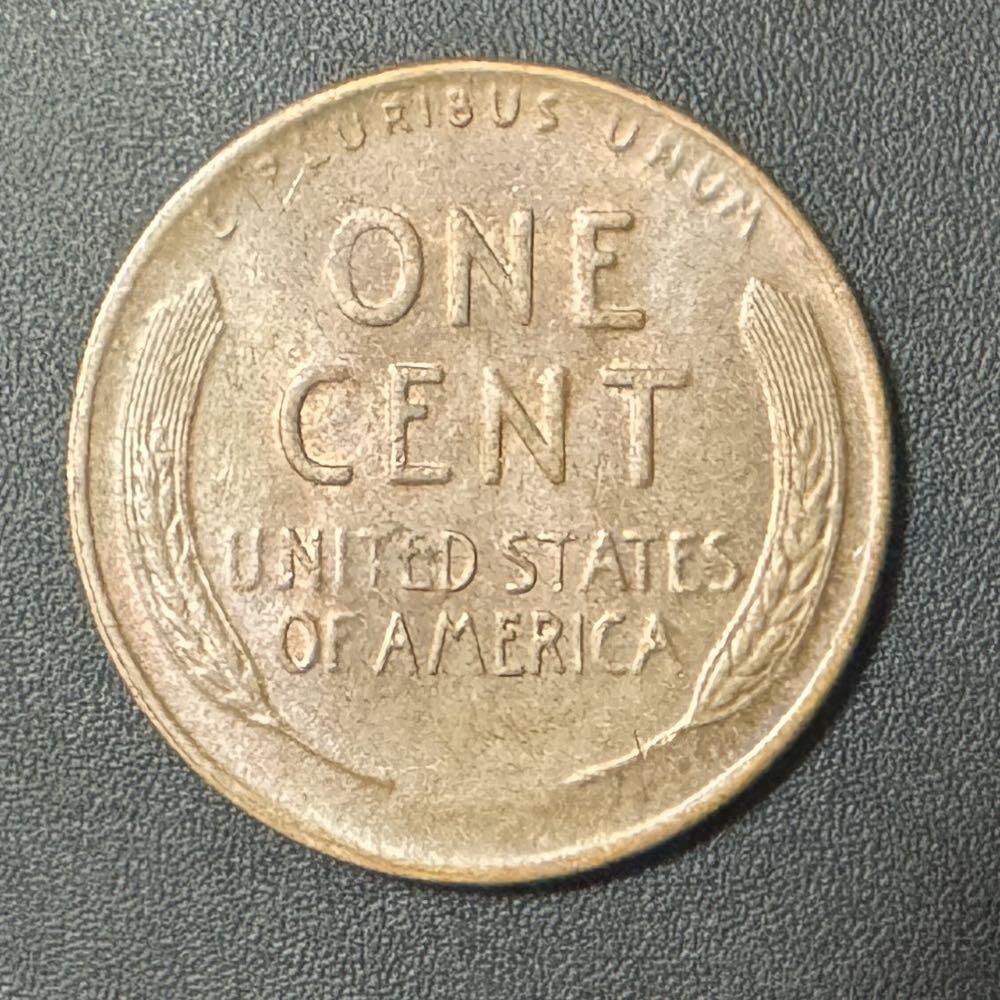 E PLURIBUS UNUM
ONE
CENT
UNITED STATES
OF AMERICA